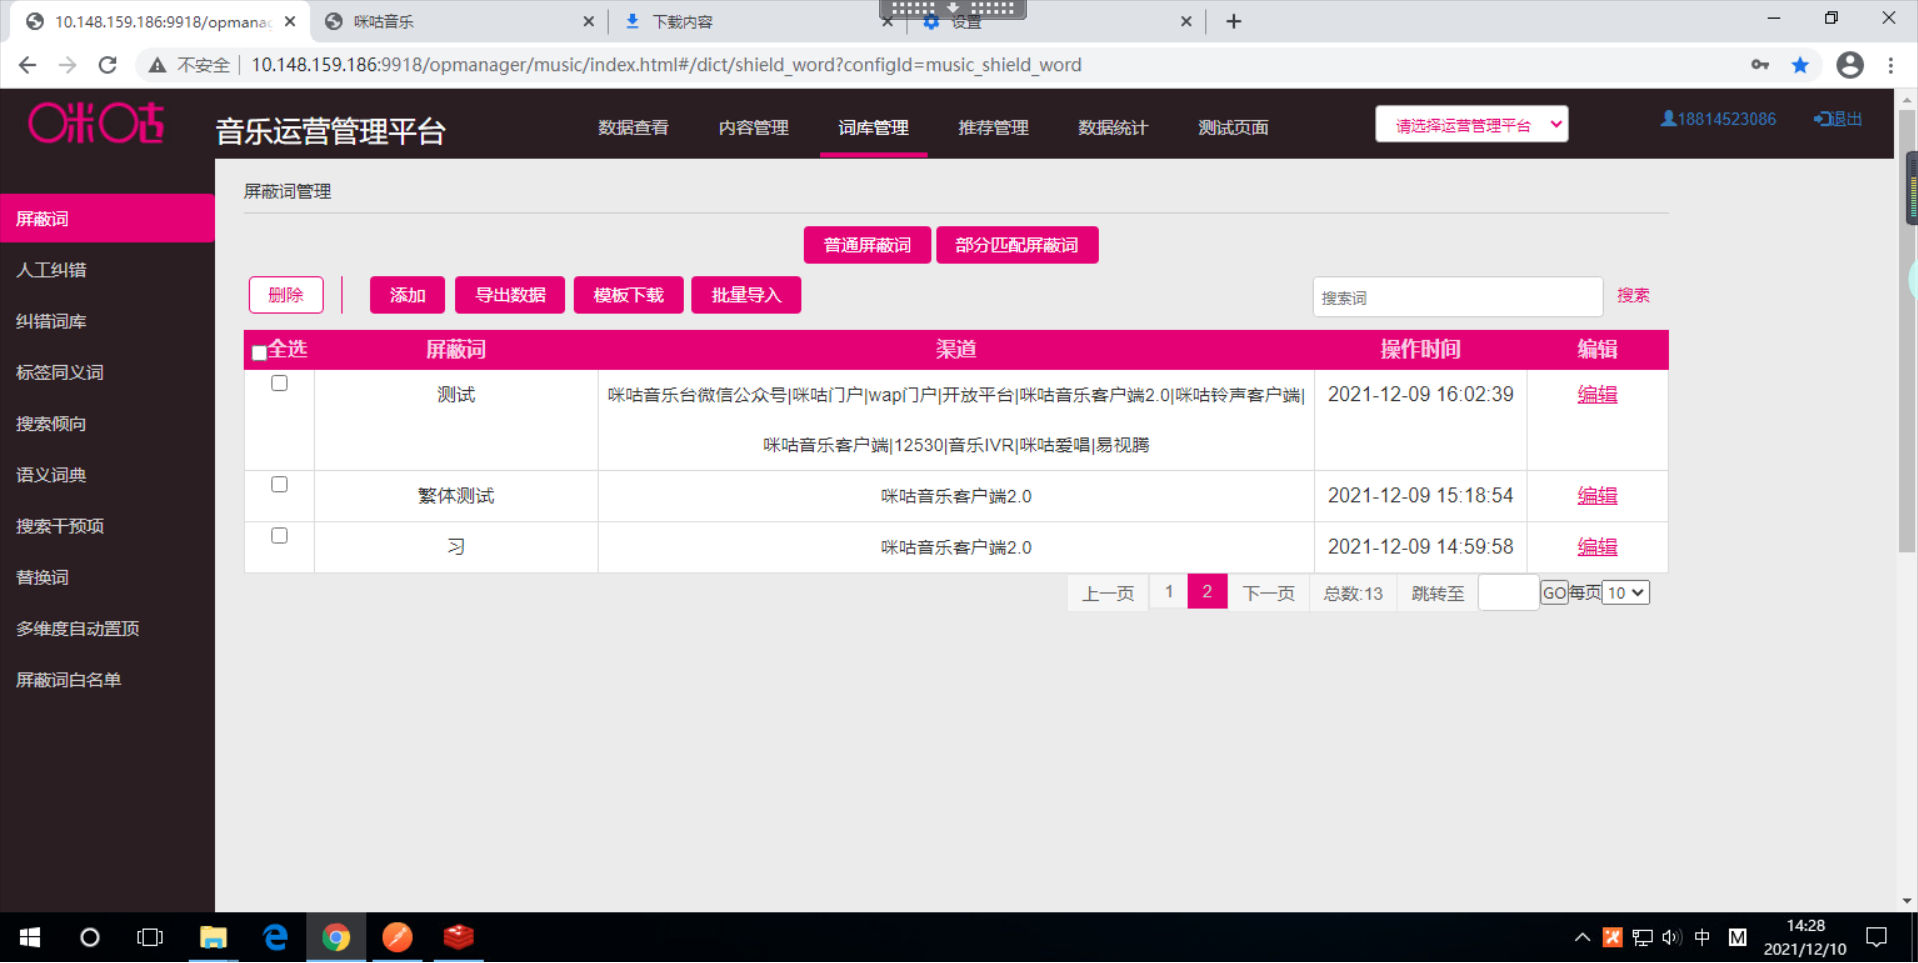 10.148.159.186:9918/opmanag
咪咕音乐
下载内容
设置
不安全
10.148.159.186:9918/opmanager/music/index.html#/dict/shield_word?configId=music_shield_word
咪咕
音乐运营管理平台
数据查看
内容管理
词库管理
推荐管理
数据统计
测试页面
请选择运营管理平台
18814523086
退出
屏蔽词
人工纠错
纠错词库
标签同义词
搜索倾向
语义词典
搜索干预项
替换词
多维度自动置顶
屏蔽词白名单
屏蔽词管理
普通屏蔽词
部分匹配屏蔽词
删除
添加
导出数据
模板下载
批量导入
搜索词
搜索
全选 屏蔽词 渠道 操作时间 编辑
测试 咪咕音乐台微信公众号|咪咕门户|wap门户|开放平台|咪咕音乐客户端2.0|咪咕铃声客户端| 2021-12-09 16:02:39 编辑
咪咕音乐客户端|12530|音乐IVR|咪咕爱唱|易视腾
繁体测试 咪咕音乐客户端2.0 2021-12-09 15:18:54 编辑
习 咪咕音乐客户端2.0 2021-12-09 14:59:58 编辑
上一页 1 2 下一页 总数:13 跳转至 GO 每页 10
中
M
14:28
2021/12/10